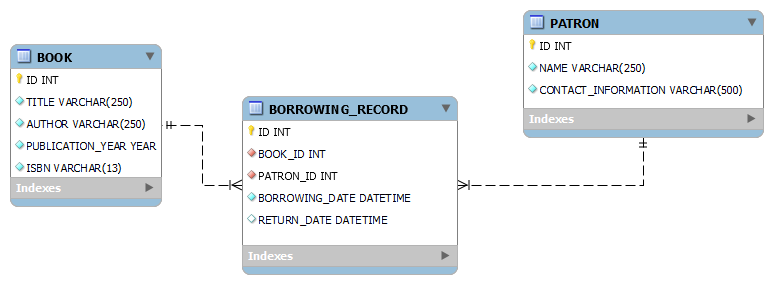 BOOK
ID INT
TITLE VARCHAR(250)
AUTHOR VARCHAR(250)
PUBLICATION_YEAR YEAR
ISBN VARCHAR(13)
Indexes
BORROWING_RECORD
ID INT
BOOK_ID INT
PATRON_ID INT
BORROWING_DATE DATETIME
RETURN_DATE DATETIME
Indexes
PATRON
ID INT
NAME VARCHAR(250)
CONTACT_INFORMATION VARCHAR(500)
Indexes